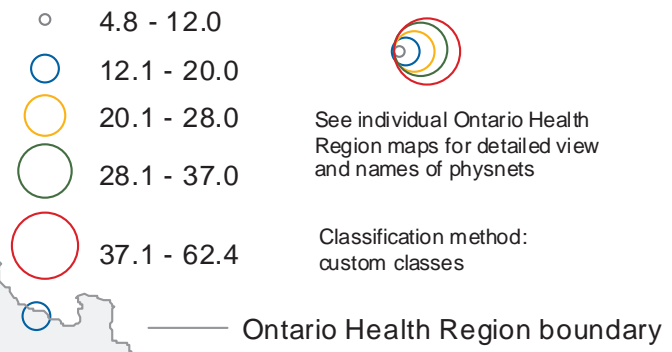 4.8 - 12.0
12.1 - 20.0
20.1 - 28.0
28.1 - 37.0
37.1 - 62.4
See individual Ontario Health
Region maps for detailed view
and names of physnets
Classification method:
custom classes
Ontario Health Region boundary